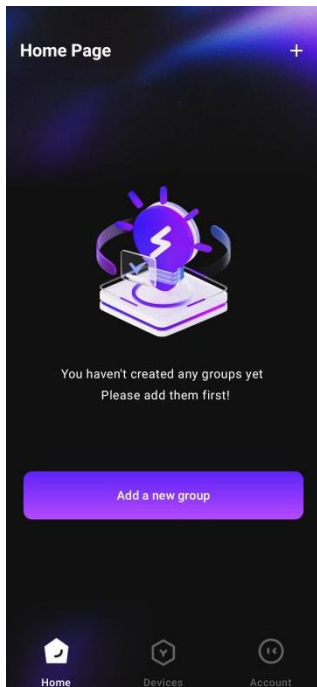 Home Page
You haven't created any groups yet
Please add them first!
Add a new group
Home
Devices
Account